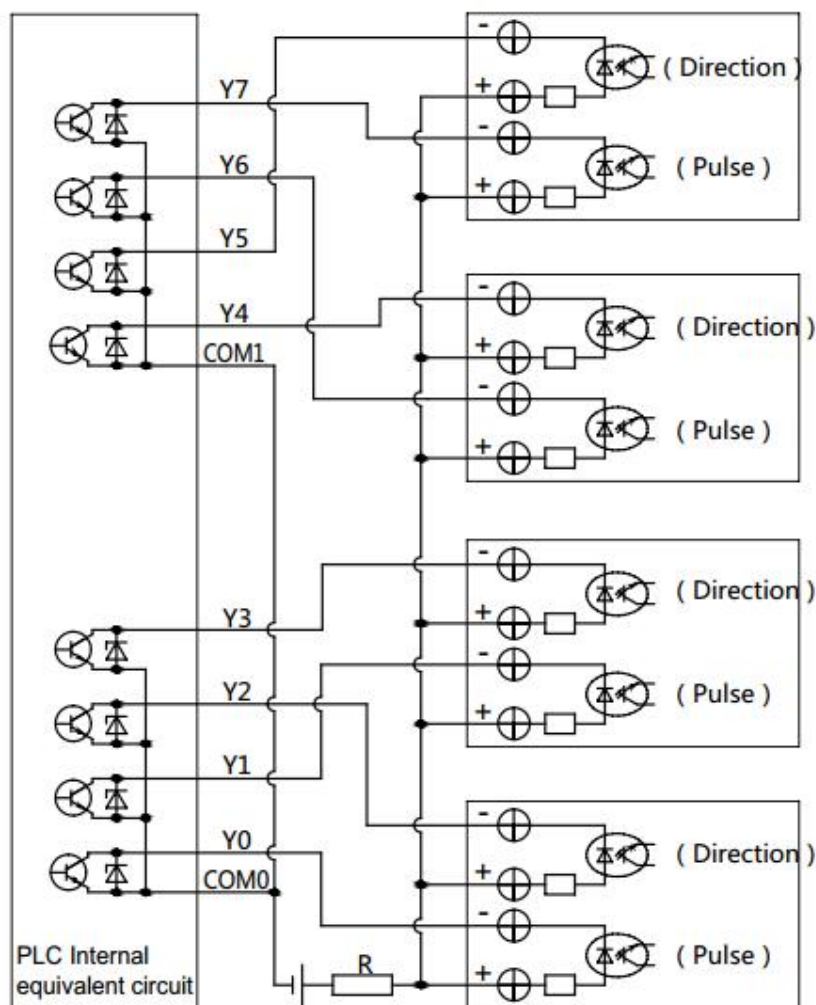 -
( Direction )
Y7
+
-
( Pulse )
Y6
+
Y5
-
Y4
( Direction )
COM1
+
-
( Pulse )
+
-
( Direction )
Y3
+
-
( Pulse )
Y2
+
Y1
-
Y0
( Direction )
COM0
+
-
PLC Internal
equivalent circuit
R
( Pulse )
+